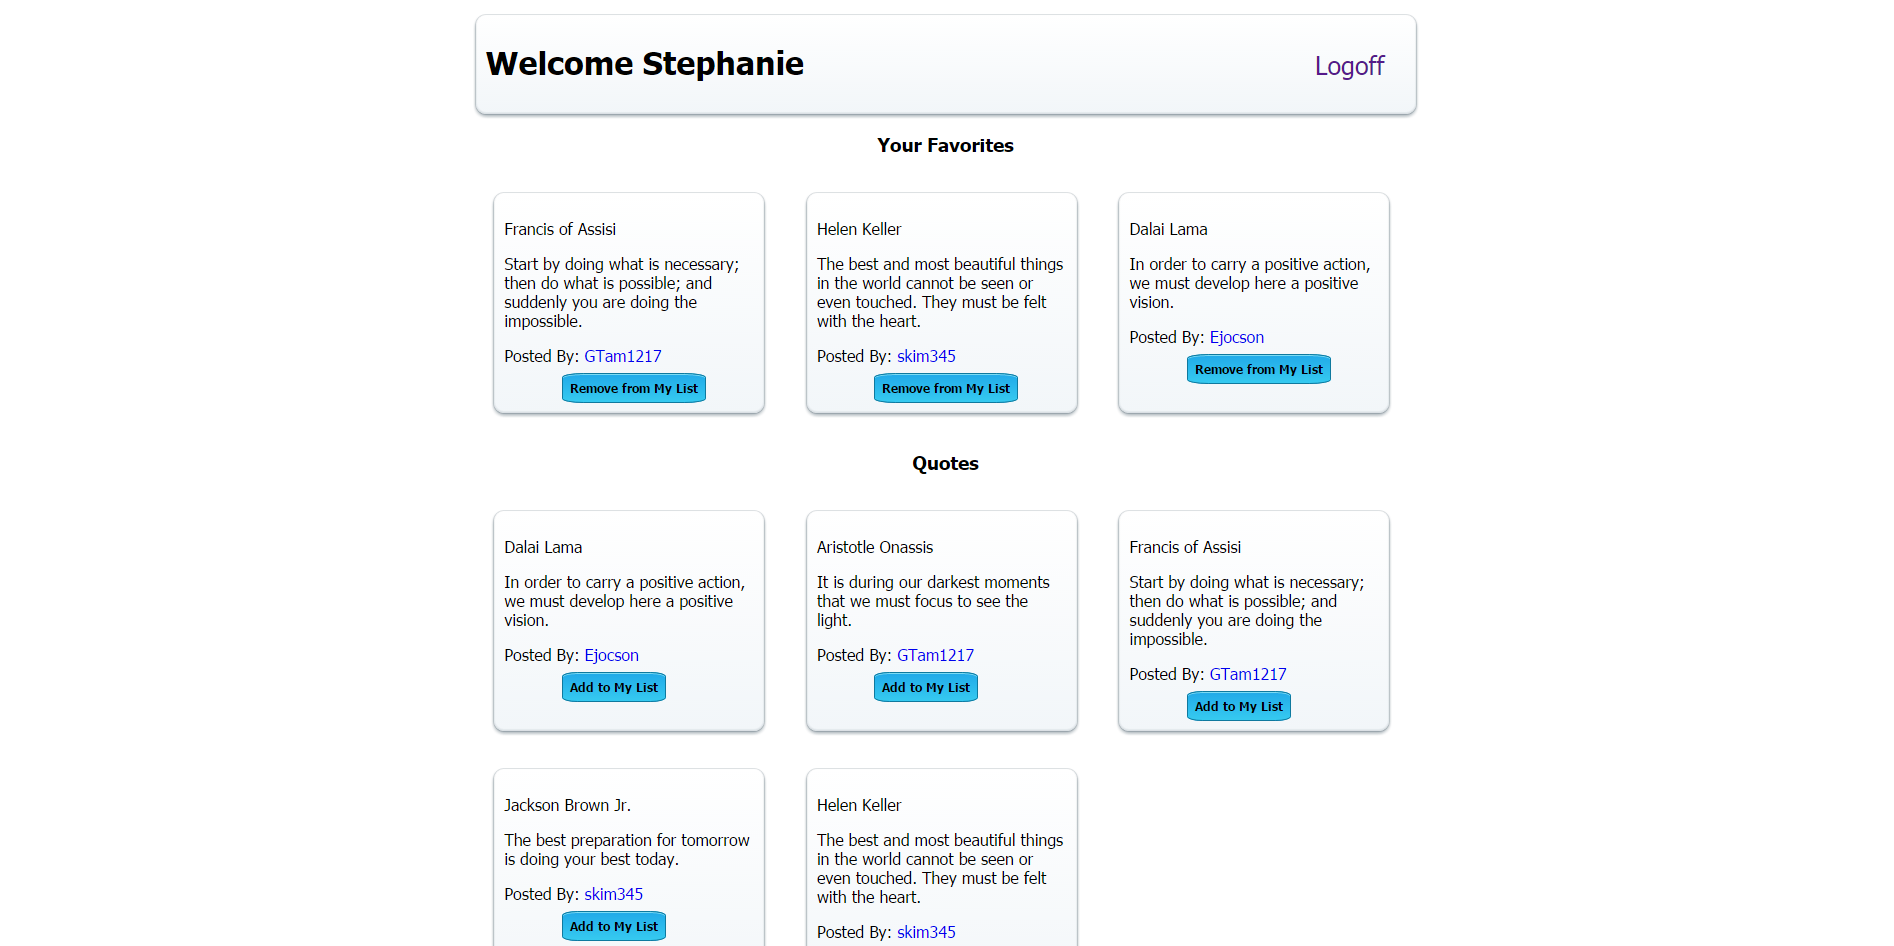 Welcome Stephanie
Logoff
Your Favorites
Francis of Assisi
Start by doing what is necessary;
then do what is possible; and
suddenly you are doing the
impossible.
Posted By: GTam1217
Remove from My List
Helen Keller
The best and most beautiful things
in the world cannot be seen or
even touched. They must be felt
with the heart.
Posted By: skim345
Remove from My List
Dalai Lama
In order to carry a positive action,
we must develop here a positive
vision.
Posted By: Ejocson
Remove from My List
Quotes
Dalai Lama
In order to carry a positive action,
we must develop here a positive
vision.
Posted By: Ejocson
Add to My List
Aristotle Onassis
It is during our darkest moments
that we must focus to see the
light.
Posted By: GTam1217
Add to My List
Francis of Assisi
Start by doing what is necessary;
then do what is possible; and
suddenly you are doing the
impossible.
Posted By: GTam1217
Add to My List
Jackson Brown Jr.
The best preparation for tomorrow
is doing your best today.
Posted By: skim345
Add to My List
Helen Keller
The best and most beautiful things
in the world cannot be seen or
even touched. They must be felt
with the heart.
Posted By: skim345